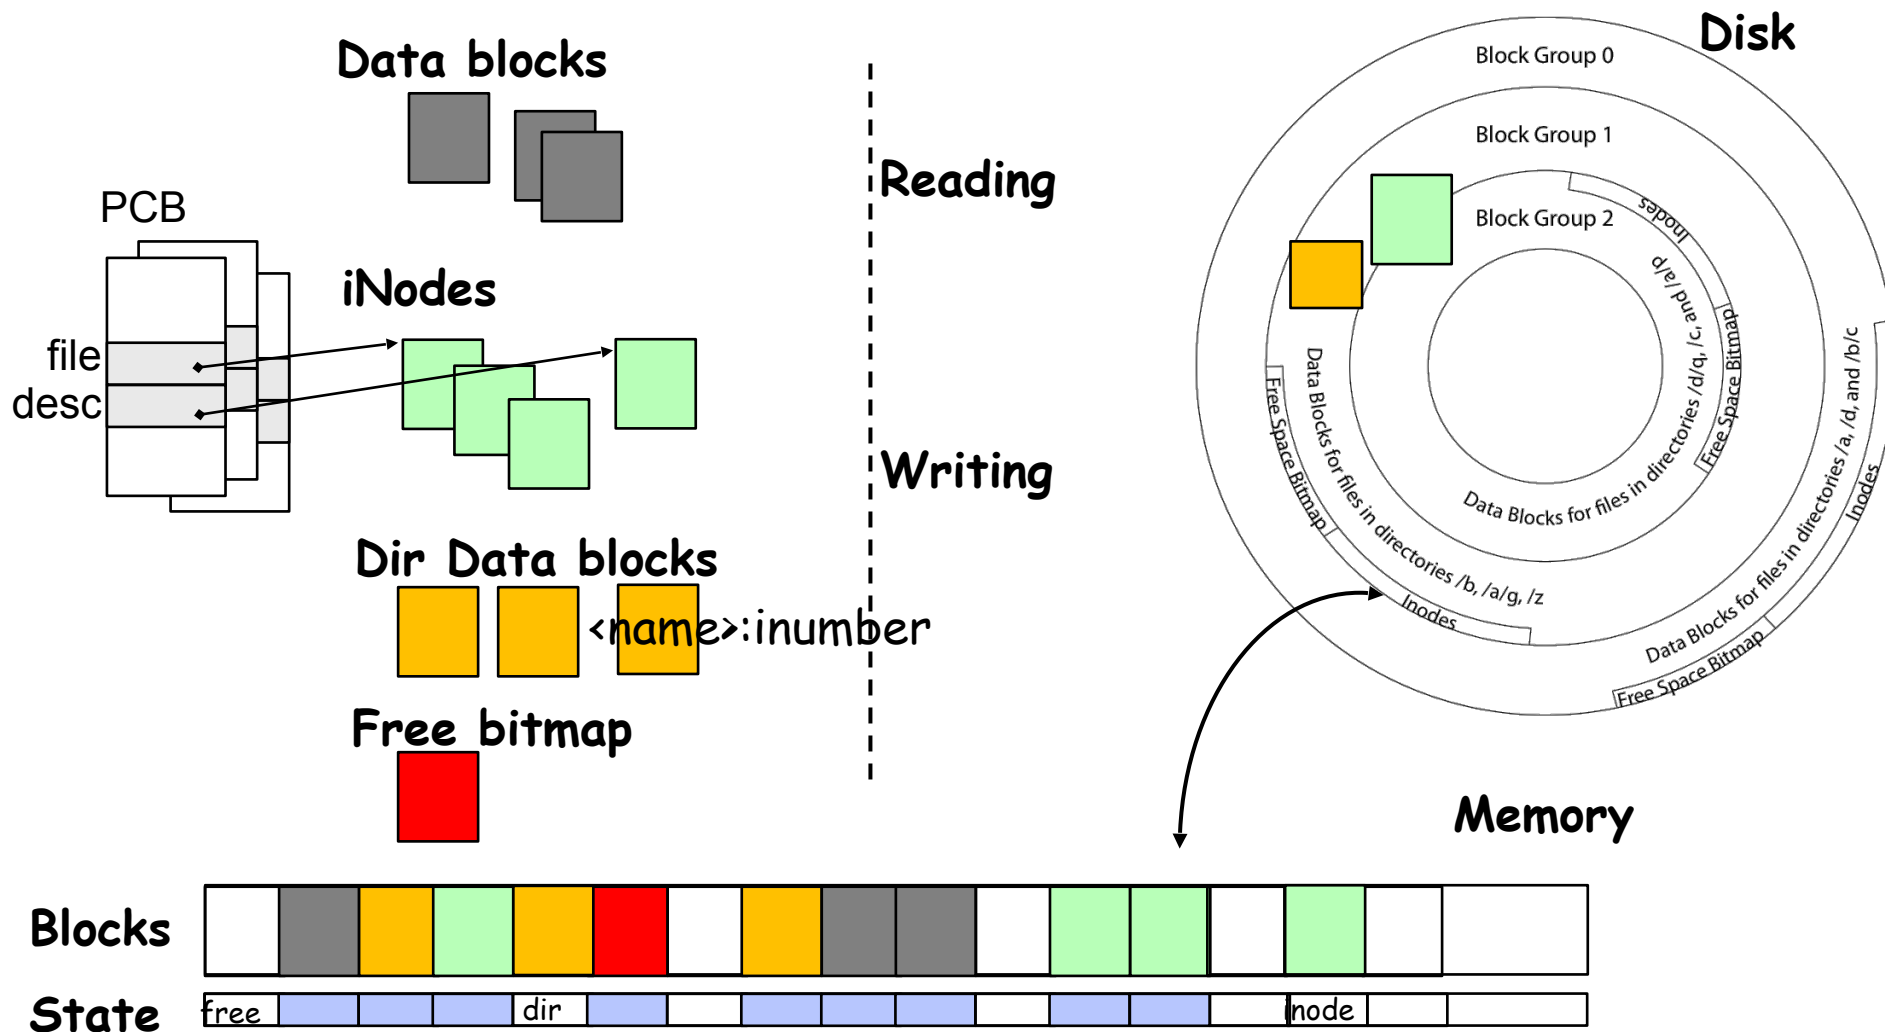 Disk
Data blocks
Block Group 0
Block Group 1
Reading
PCB
Inodes
Block Group 2
iNodes
file
desc
Free Space Bitmap
Data Blocks for files in directories /d/q, /c, and /a/p
Data Blocks for files in directories /b, /a/g, /z
Free Space Bitmap
Inodes
Data Blocks for files in directories /a, /d, and /b/c
Inodes
Free Space Bitmap
Writing
Dir Data blocks
<name>:inumber
Free bitmap
Memory
Blocks
State
free
dir
inode